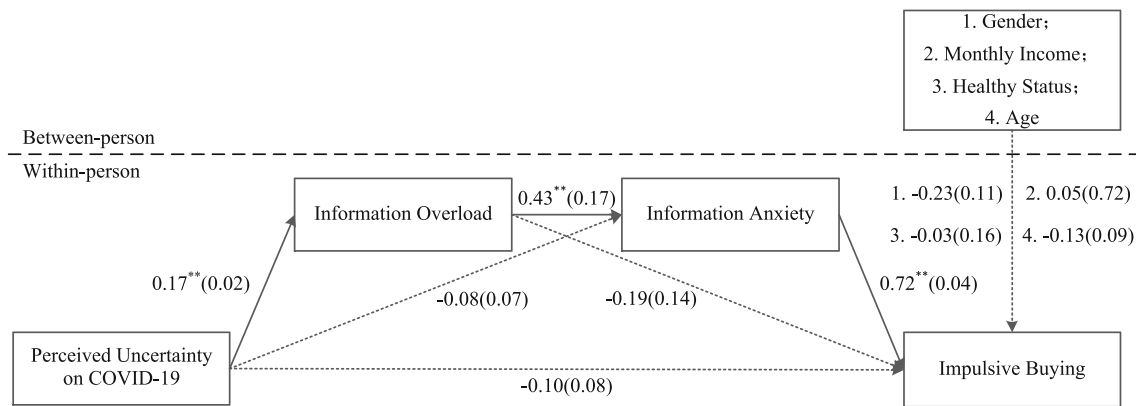 1. Gender;
2. Monthly Income;
3. Healthy Status;
4. Age
Between-person
Within-person
Information Overload
0.43**(0.17)
Information Anxiety
1. -0.23(0.11) 2. 0.05(0.72)
3. -0.03(0.16) 4. -0.13(0.09)
0.17**(0.02)
-0.08(0.07)
-0.19(0.14)
0.72**(0.04)
Perceived Uncertainty
on COVID-19
-0.10(0.08)
Impulsive Buying